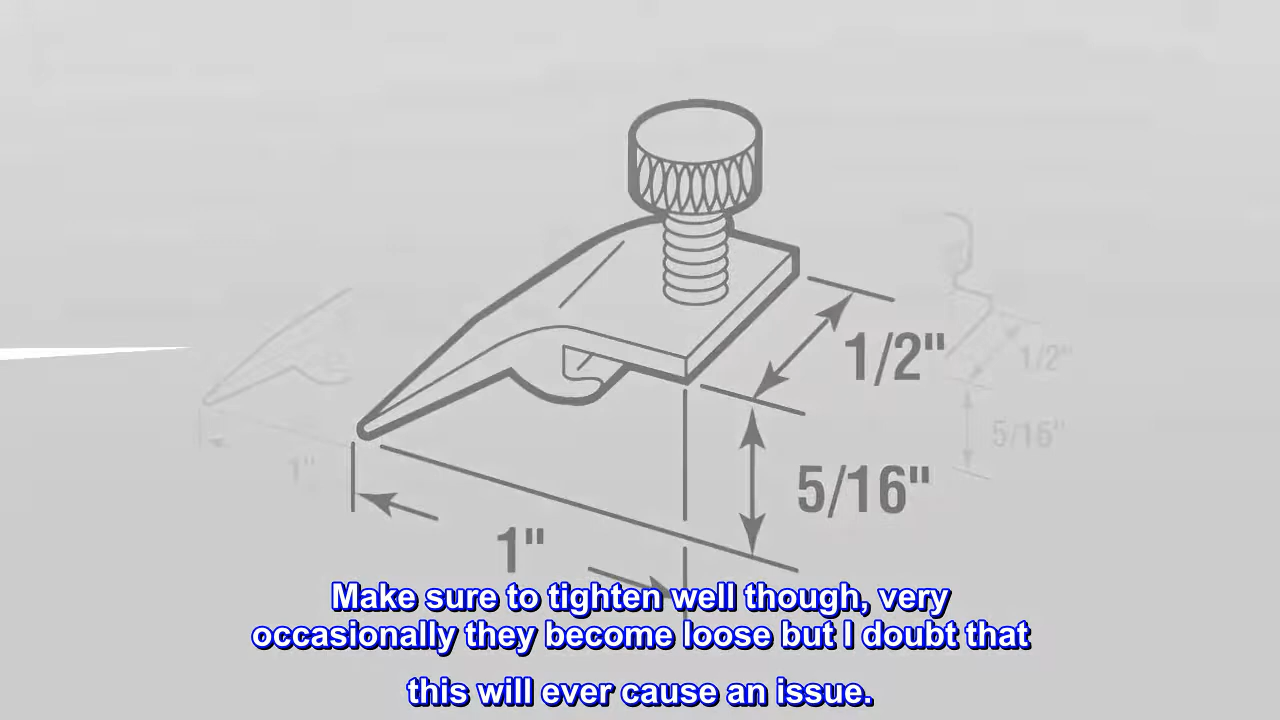 1/2"
1/2"
5/16"
5/16"
1"
1"
Make sure to tighten well though, very
occasionally they become loose but I doubt that
this will ever cause an issue.